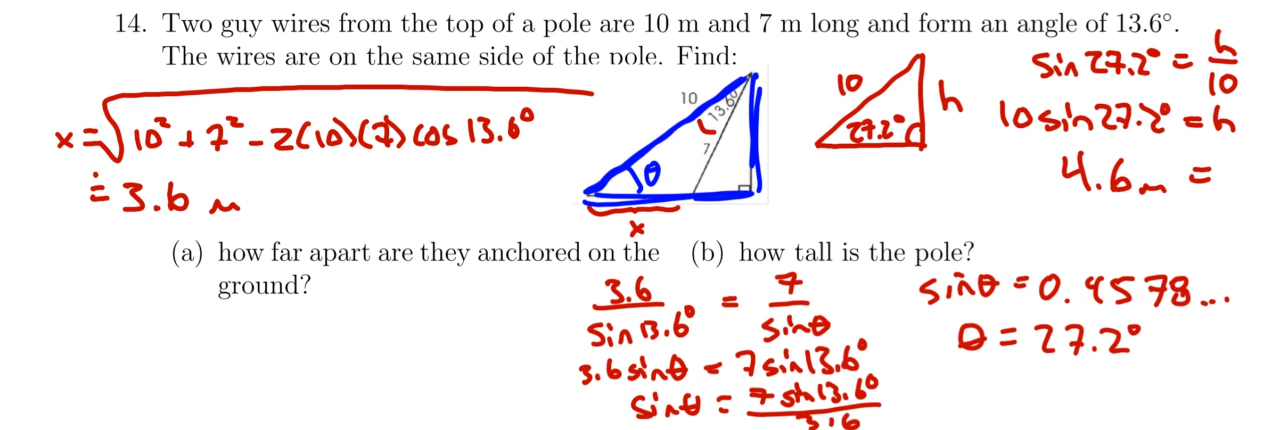 14. Two guy wires from the top of a pole are 10 m and 7 m long and form an angle of 13.6°.
The wires are on the same side of the pole. Find:
x = √10² + 7² - 2(10)(7) cos 13.6°
≐ 3.6 m
10
13.6°
7
θ
x
10
h
27.2°
sin 27.2° = h/10
10 sin 27.2° = h
4.6 m =
(a) how far apart are they anchored on the
ground?
(b) how tall is the pole?
3.6/sin 13.6° = 7/sin θ
3.6 sin θ = 7 sin 13.6°
sin θ = 7 sin 13.6°/3.6
sin θ = 0.4578...
θ = 27.2°